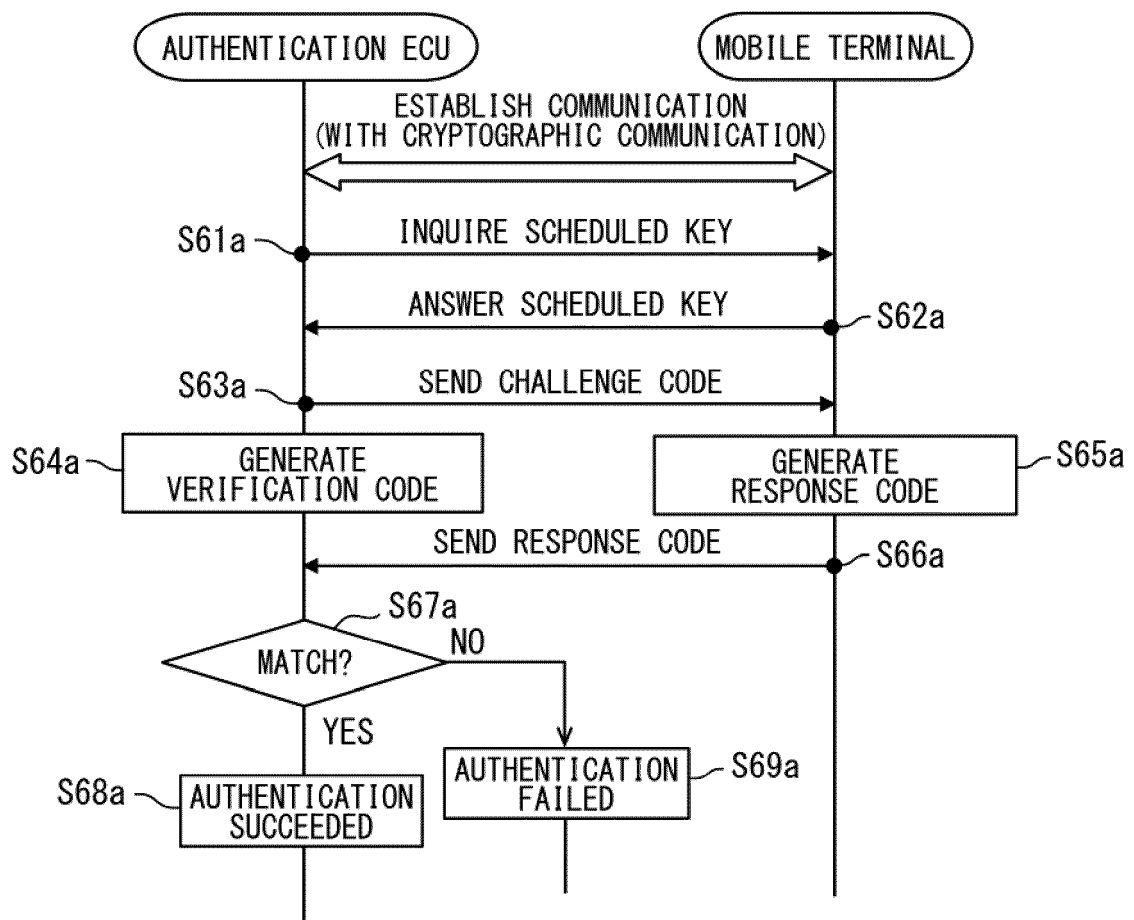 AUTHENTICATION ECU
MOBILE TERMINAL
ESTABLISH COMMUNICATION
(WITH CRYPTOGRAPHIC COMMUNICATION)
S61a
INQUIRE SCHEDULED KEY
ANSWER SCHEDULED KEY
S62a
S63a
SEND CHALLENGE CODE
S64a
GENERATE
VERIFICATION CODE
GENERATE
RESPONSE CODE
S65a
SEND RESPONSE CODE
S66a
S67a
MATCH?
NO
YES
S68a
AUTHENTICATION
SUCCEEDED
AUTHENTICATION
FAILED
S69a